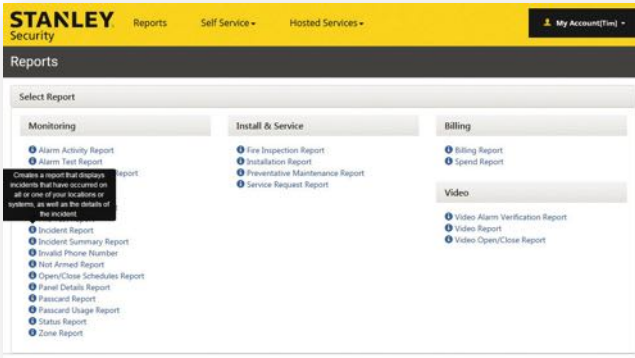 STANLEY
Security
Reports
Self Service
Hosted Services
My Account(Tim)
Reports
Select Report
Monitoring
Alarm Activity Report
Alarm Test Report
Report
Creates a report that displays
incidents that have occurred on
all or one of your locations or
systems, as well as the details of
the incident.
Incident Report
Incident Summary Report
Invalid Phone Number
Not Armed Report
Open/Close Schedules Report
Panel Details Report
Passcard Report
Passcard Usage Report
Status Report
Zone Report
Install & Service
Fire Inspection Report
Installation Report
Preventative Maintenance Report
Service Request Report
Billing
Billing Report
Spend Report
Video
Video Alarm Verification Report
Video Report
Video Open/Close Report